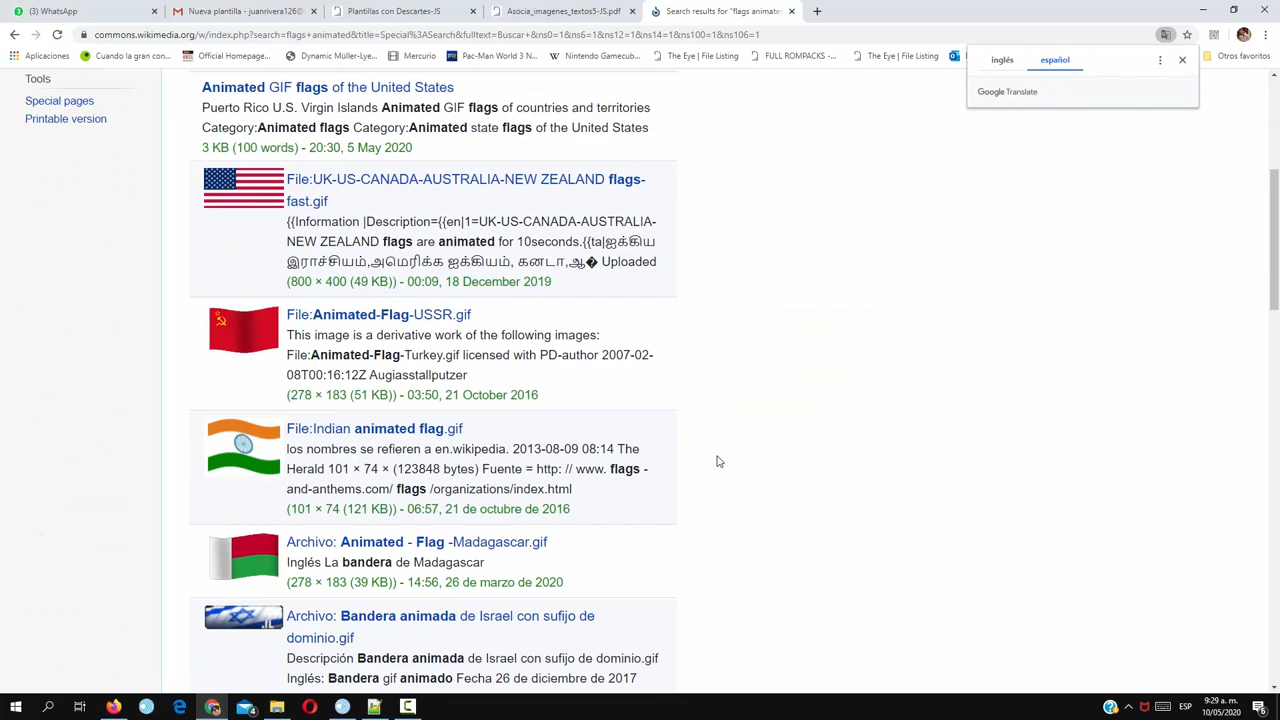 (3) WhatsApp
Nueva plantilla - juanrivera126@
Plantillas con Descartes-JS
Asocia_imagenes_textos5-JS.pdf
Search results for "flags animate
commons.wikimedia.org/w/index.php?search=flags+animated&title=Special%3ASearch&fulltext=Buscar+&ns0=1&ns6=1&ns12=1&ns14=1&ns100=1&ns106=1
Aplicaciones
Cuando la gran con...
Official Homepage...
Dynamic Müller-Lye...
Mercurio
Pac-Man World 3 N...
Nintendo Gamecub...
The Eye | File Listing
FULL ROMPACKS -...
The Eye | File Listing
Otros favoritos
inglés
español
Google Translate
Tools
Special pages
Printable version
Animated GIF flags of the United States
Puerto Rico U.S. Virgin Islands Animated GIF flags of countries and territories
Category:Animated flags Category:Animated state flags of the United States
3 KB (100 words) - 20:30, 5 May 2020
File:UK-US-CANADA-AUSTRALIA-NEW ZEALAND flags-
fast.gif
{{Information |Description={{en|1=UK-US-CANADA-AUSTRALIA-
NEW ZEALAND flags are animated for 10seconds.{{ta|ஐக்கிய
இராச்சியம்,அமெரிக்க ஐக்கியம், கனடா,ஆ� Uploaded
(800 × 400 (49 KB)) - 00:09, 18 December 2019
File:Animated-Flag-USSR.gif
This image is a derivative work of the following images:
File:Animated-Flag-Turkey.gif licensed with PD-author 2007-02-
08T00:16:12Z Augiasstallputzer
(278 × 183 (51 KB)) - 03:50, 21 October 2016
File:Indian animated flag.gif
los nombres se refieren a en.wikipedia. 2013-08-09 08:14 The
Herald 101 × 74 × (123848 bytes) Fuente = http: // www. flags -
and-anthems.com/ flags /organizations/index.html
(101 × 74 (121 KB)) - 06:57, 21 de octubre de 2016
Archivo: Animated - Flag -Madagascar.gif
Inglés La bandera de Madagascar
(278 × 183 (39 KB)) - 14:56, 26 de marzo de 2020
Archivo: Bandera animada de Israel con sufijo de
dominio.gif
Descripción Bandera animada de Israel con sufijo de dominio.gif
Inglés: Bandera gif animado Fecha 26 de diciembre de 2017
ESP
9:29 a. m.
10/05/2020